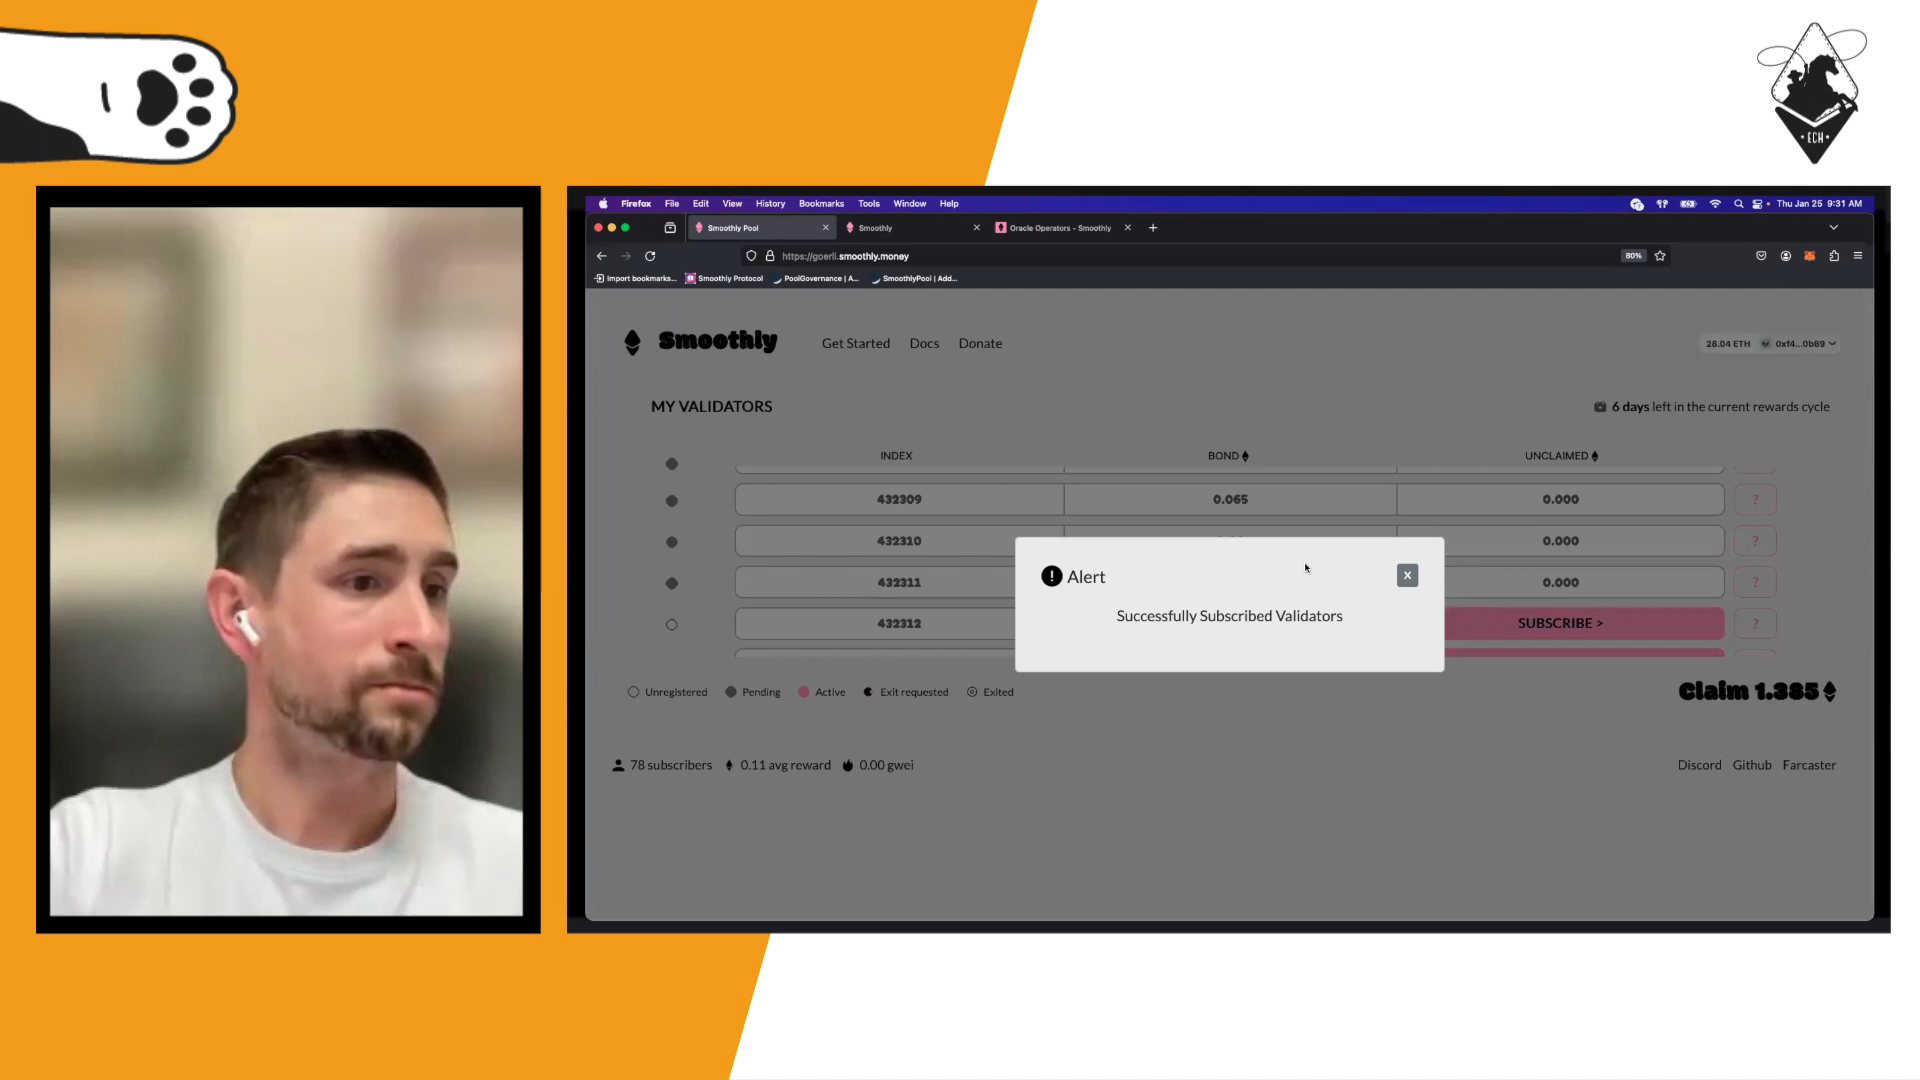 ECH
Firefox File Edit View History Bookmarks Tools Window Help
Thu Jan 25 9:31 AM
Smoothly Pool
Smoothly
Oracle Operators - Smoothly
https://goerli.smoothly.money
80%
Import bookmarks...
Smoothly Protocol
PoolGovernance | A...
SmoothlyPool | Add...
Smoothly
Get Started Docs Donate
28.04 ETH 0xf4...0b89
MY VALIDATORS
6 days left in the current rewards cycle
INDEX BOND UNCLAIMED
432309 0.065 0.000 ?
432310 0.000 ?
432311 0.000 ?
432312 SUBSCRIBE > ?
! Alert X
Successfully Subscribed Validators
Unregistered Pending Active Exit requested Exited
Claim 1.385
78 subscribers 0.11 avg reward 0.00 gwei
Discord Github Farcaster